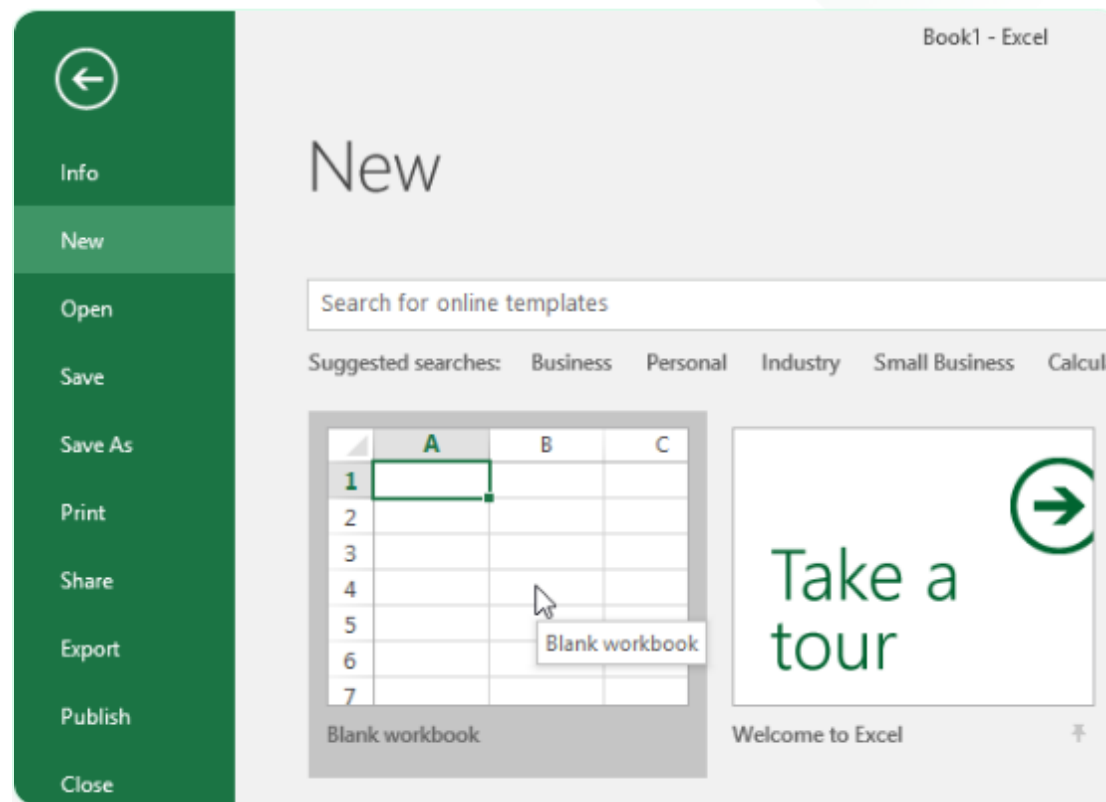 Book1 - Excel
Info
New
Open
Save
Save As
Print
Share
Export
Publish
Close
New
Search for online templates
Suggested searches: Business Personal Industry Small Business Calcul
A B C
1
2
3
4
5
6
7
Blank workbook
Blank workbook
Take a
tour
Welcome to Excel